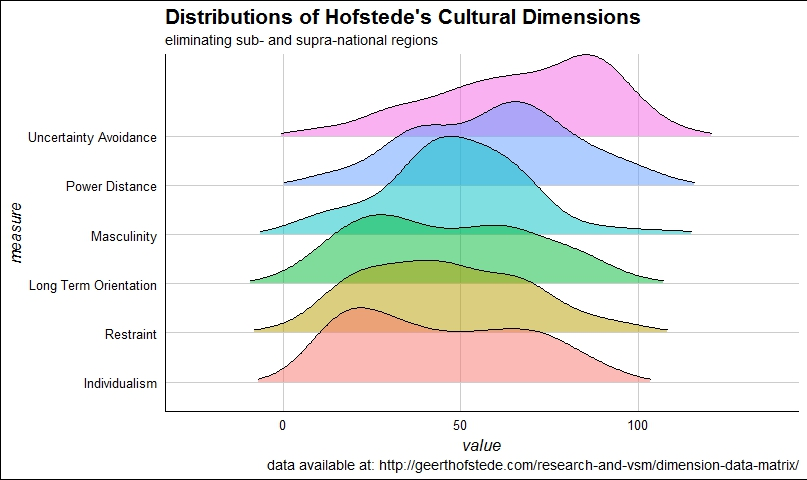 Distributions of Hofstede's Cultural Dimensions
eliminating sub- and supra-national regions
Uncertainty Avoidance
Power Distance
Masculinity
Long Term Orientation
Restraint
Individualism
measure
0 50 100
value
data available at: http://geerthofstede.com/research-and-vsm/dimension-data-matrix/